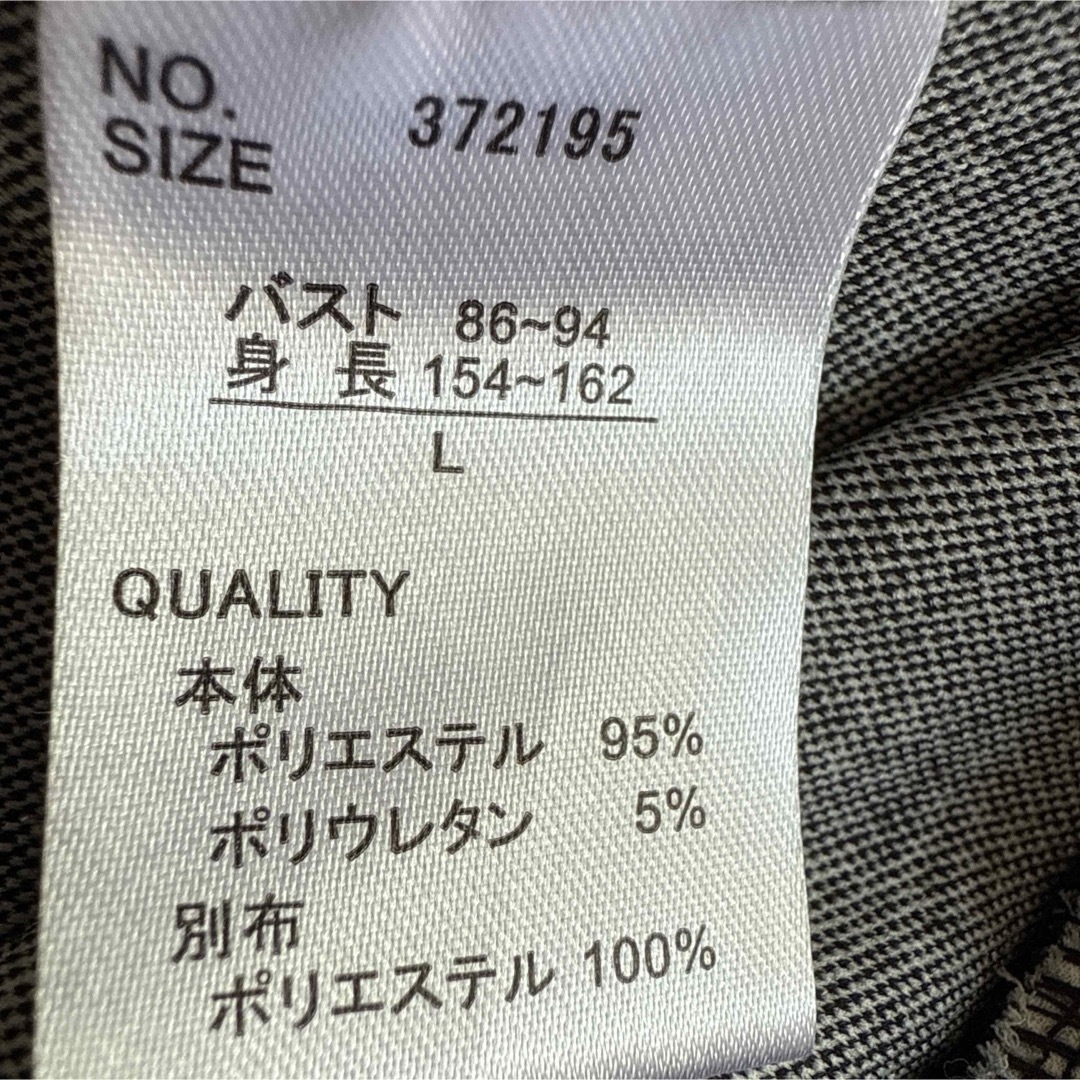 NO. 372195
SIZE
バスト 86~94
身 長 154~162
L
QUALITY
本体
ポリエステル 95%
ポリウレタン 5%
別布
ポリエステル 100%